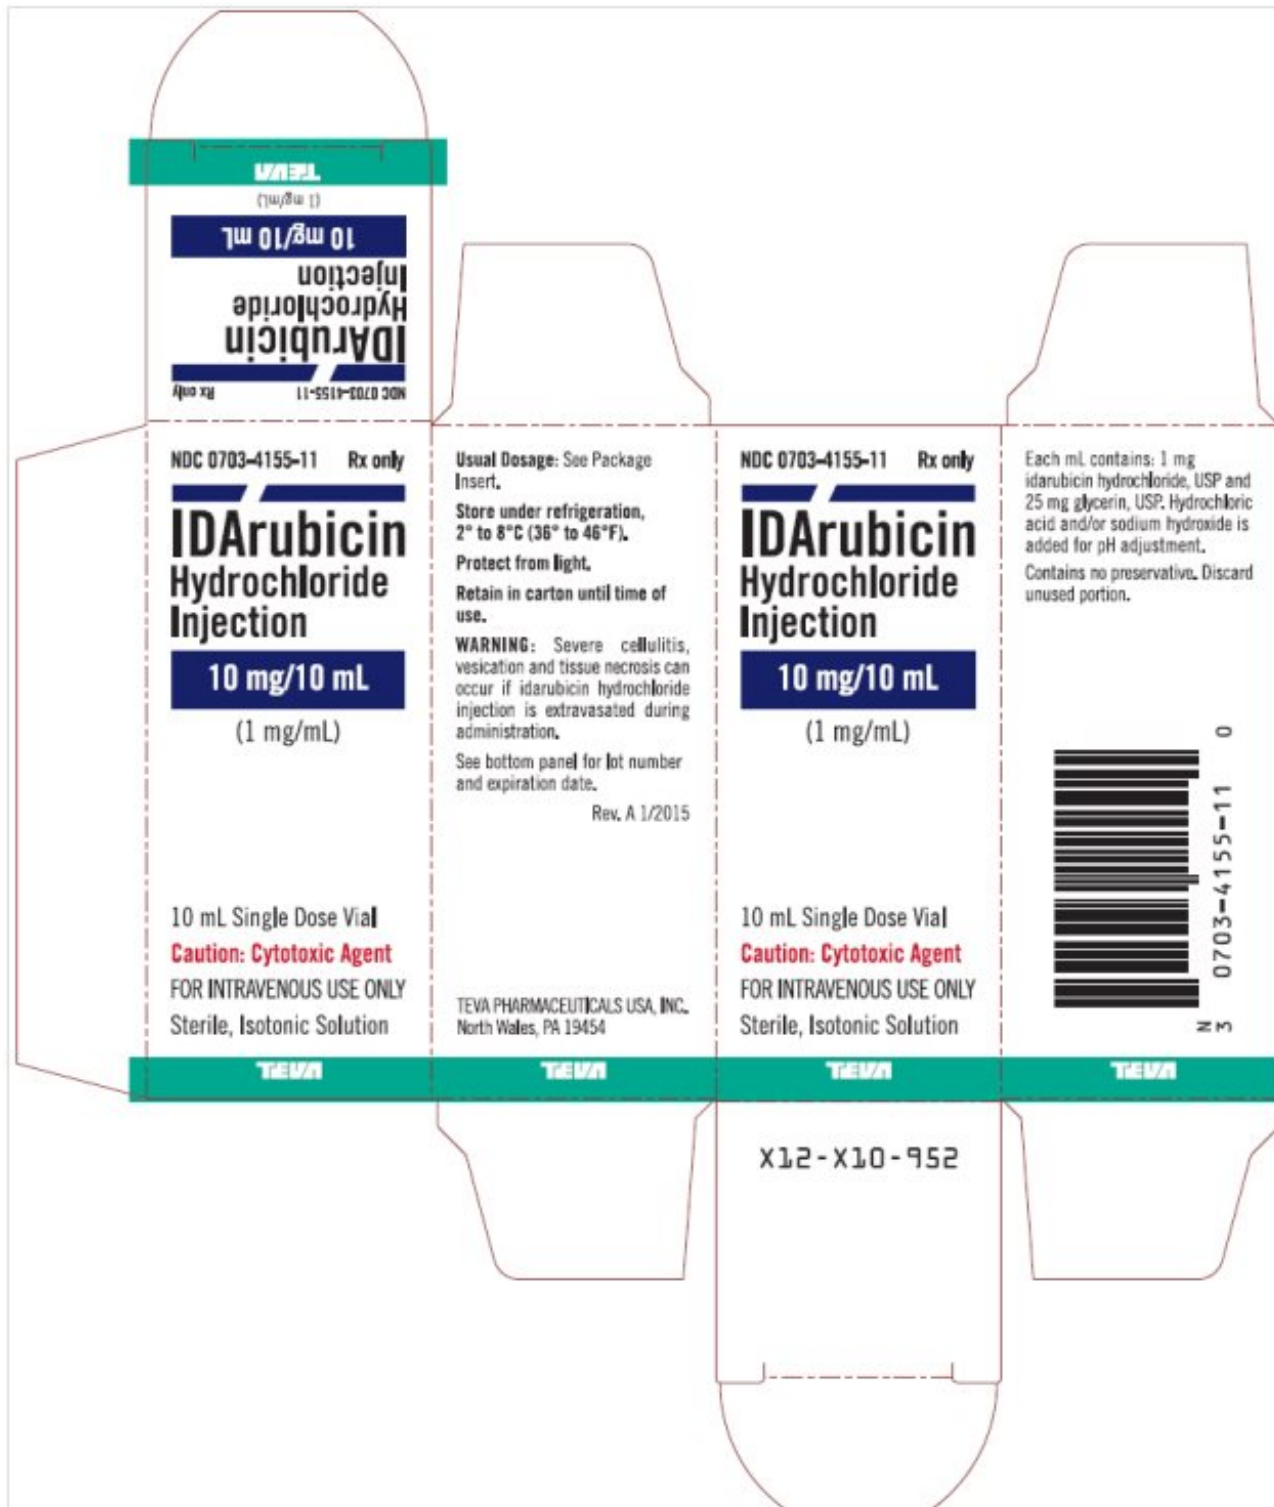 TEVA
(1 mg/mL)
10 mg/10 mL
Injection
Hydrochloride
IDArubicin
NDC 0703-4155-11 Rx only
NDC 0703-4155-11 Rx only
IDArubicin
Hydrochloride
Injection
10 mg/10 mL
(1 mg/mL)
10 mL Single Dose Vial
Caution: Cytotoxic Agent
FOR INTRAVENOUS USE ONLY
Sterile, Isotonic Solution
TEVA
Usual Dosage: See Package
Insert.
Store under refrigeration,
2° to 8°C (36° to 46°F).
Protect from light.
Retain in carton until time of
use.
WARNING: Severe cellulitis,
vesication and tissue necrosis can
occur if idarubicin hydrochloride
injection is extravasated during
administration.
See bottom panel for lot number
and expiration date.
Rev. A 1/2015
TEVA PHARMACEUTICALS USA, INC.
North Wales, PA 19454
TEVA
NDC 0703-4155-11 Rx only
IDArubicin
Hydrochloride
Injection
10 mg/10 mL
(1 mg/mL)
10 mL Single Dose Vial
Caution: Cytotoxic Agent
FOR INTRAVENOUS USE ONLY
Sterile, Isotonic Solution
TEVA
X12-X10-952
Each mL contains: 1 mg
idarubicin hydrochloride, USP and
25 mg glycerin, USP. Hydrochloric
acid and/or sodium hydroxide is
added for pH adjustment.
Contains no preservative. Discard
unused portion.
N
3 0703-4155-11 0
TEVA